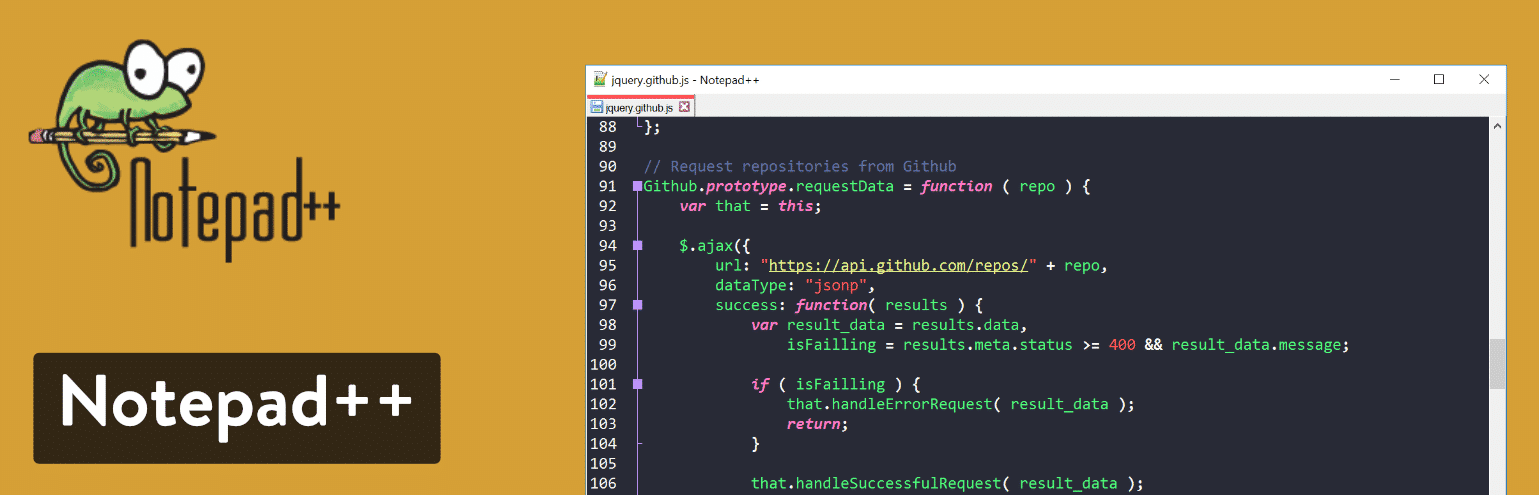 Notepad++
Notepad++
jquery.github.js - Notepad++
jquery.github.js
88 };
89
90 // Request repositories from Github
91 Github.prototype.requestData = function ( repo ) {
92 var that = this;
93
94 $.ajax({
95 url: "https://api.github.com/repos/" + repo,
96 dataType: "jsonp",
97 success: function( results ) {
98 var result_data = results.data,
99 isFailling = results.meta.status >= 400 && result_data.message;
100
101 if ( isFailling ) {
102 that.handleErrorRequest( result_data );
103 return;
104 }
105
106 that.handleSuccessfulRequest( result_data );